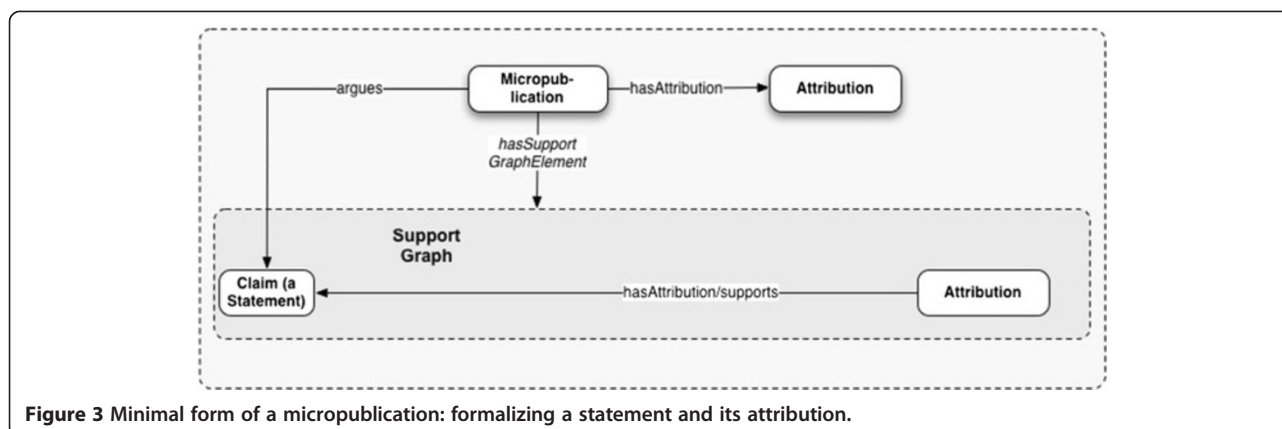 Micropub-
lication
hasAttribution
Attribution
argues
hasSupport
GraphElement
Support
Graph
Claim (a
Statement)
hasAttribution/supports
Attribution
Figure 3 Minimal form of a micropublication: formalizing a statement and its attribution.